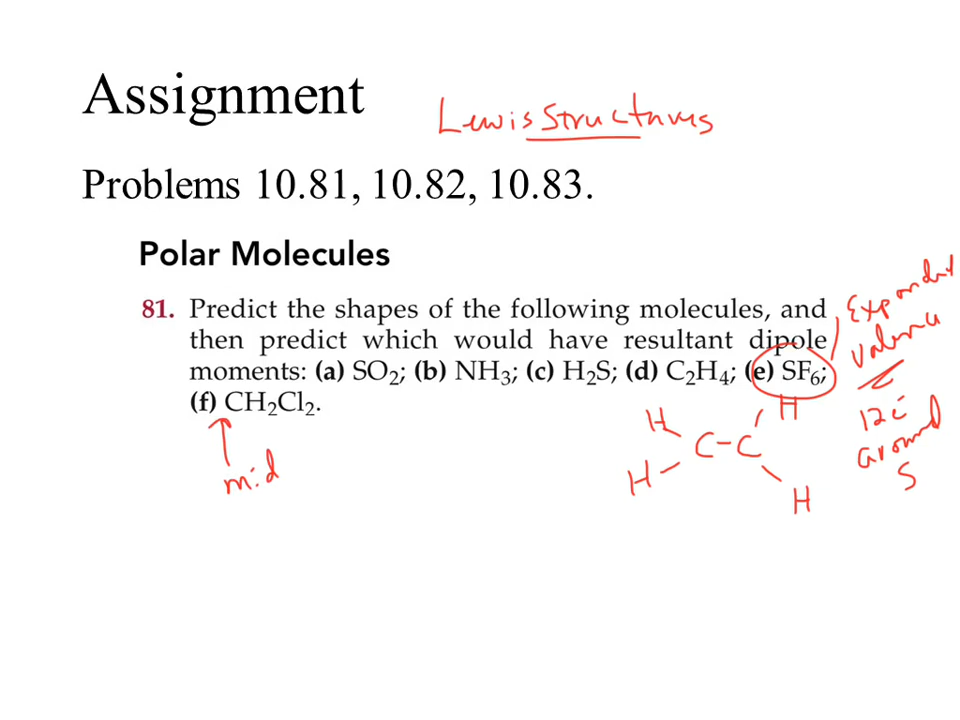 Assignment
Lewis Structures
Problems 10.81, 10.82, 10.83.
Polar Molecules
81. Predict the shapes of the following molecules, and
then predict which would have resultant dipole
moments: (a) SO₂; (b) NH₃; (c) H₂S; (d) C₂H₄; (e) SF₆;
(f) CH₂Cl₂.
Expanded
valence
12 e
around
S
mid
H H
C-C
H
H